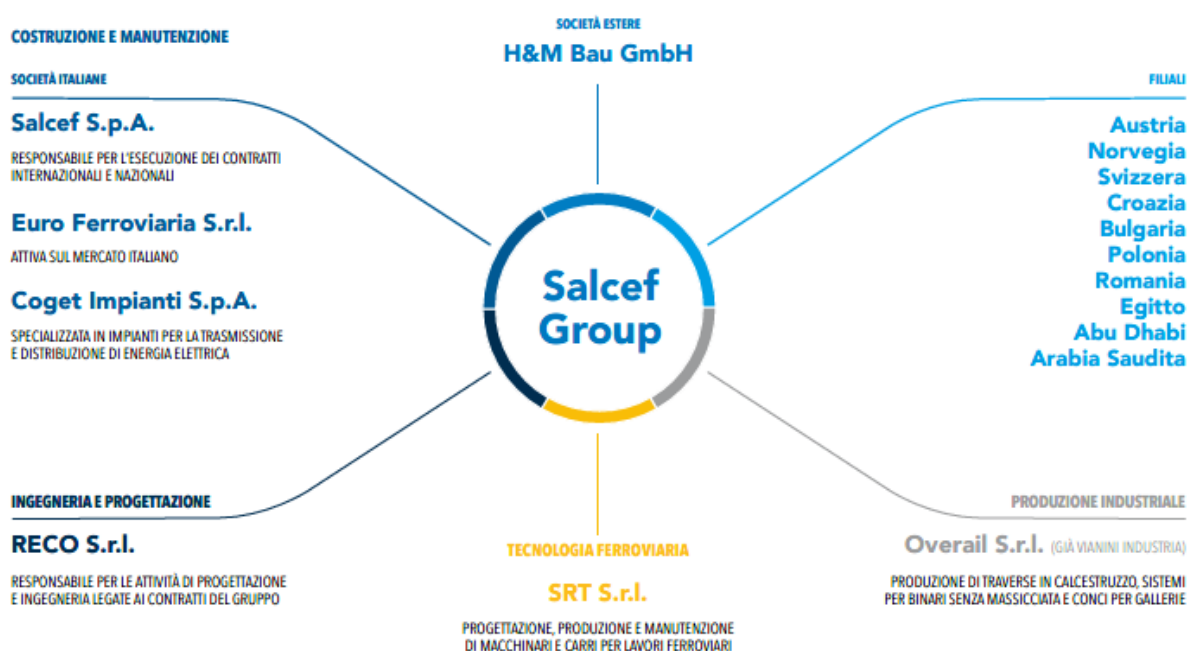 COSTRUZIONE E MANUTENZIONE
SOCIETÀ ITALIANE
Salcef S.p.A.
RESPONSABILE PER L'ESECUZIONE DEI CONTRATTI
INTERNAZIONALI E NAZIONALI
Euro Ferroviaria S.r.l.
ATTIVA SUL MERCATO ITALIANO
Coget Impianti S.p.A.
SPECIALIZZATA IN IMPIANTI PER LA TRASMISSIONE
E DISTRIBUZIONE DI ENERGIA ELETTRICA
SOCIETÀ ESTERE
H&M Bau GmbH
FILIALI
Austria
Norvegia
Svizzera
Croazia
Bulgaria
Polonia
Romania
Egitto
Abu Dhabi
Arabia Saudita
Salcef
Group
INGEGNERIA E PROGETTAZIONE
RECO S.r.l.
RESPONSABILE PER LE ATTIVITÀ DI PROGETTAZIONE
E INGEGNERIA LEGATE AI CONTRATTI DEL GRUPPO
TECNOLOGIA FERROVIARIA
SRT S.r.l.
PROGETTAZIONE, PRODUZIONE E MANUTENZIONE
DI MACCHINARI E CARRI PER LAVORI FERROVIARI
PRODUZIONE INDUSTRIALE
Overail S.r.l. (GIÀ VIANINI INDUSTRIA)
PRODUZIONE DI TRAVERSE IN CALCESTRUZZO, SISTEMI
PER BINARI SENZA MASSICCIATA E CONCI PER GALLERIE